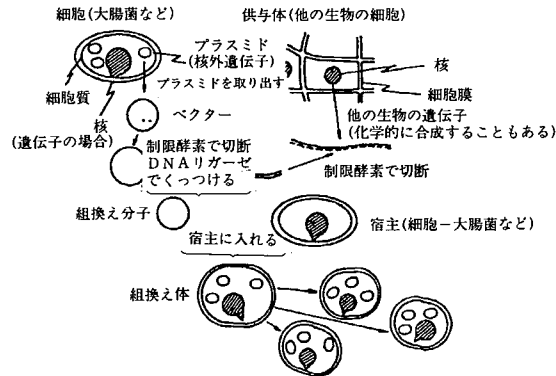 細胞(大腸菌など)
プラスミド
(核外遺伝子)
プラスミドを取り出す
細胞質
核
(遺伝子の場合)
ベクター
制限酵素で切断
DNAリガーゼ
でくっつける
供与体(他の生物の細胞)
核
細胞膜
他の生物の遺伝子
(化学的に合成することもある)
制限酵素で切断
組換え分子
宿主に入れる
宿主(細胞－大腸菌など)
組換え体